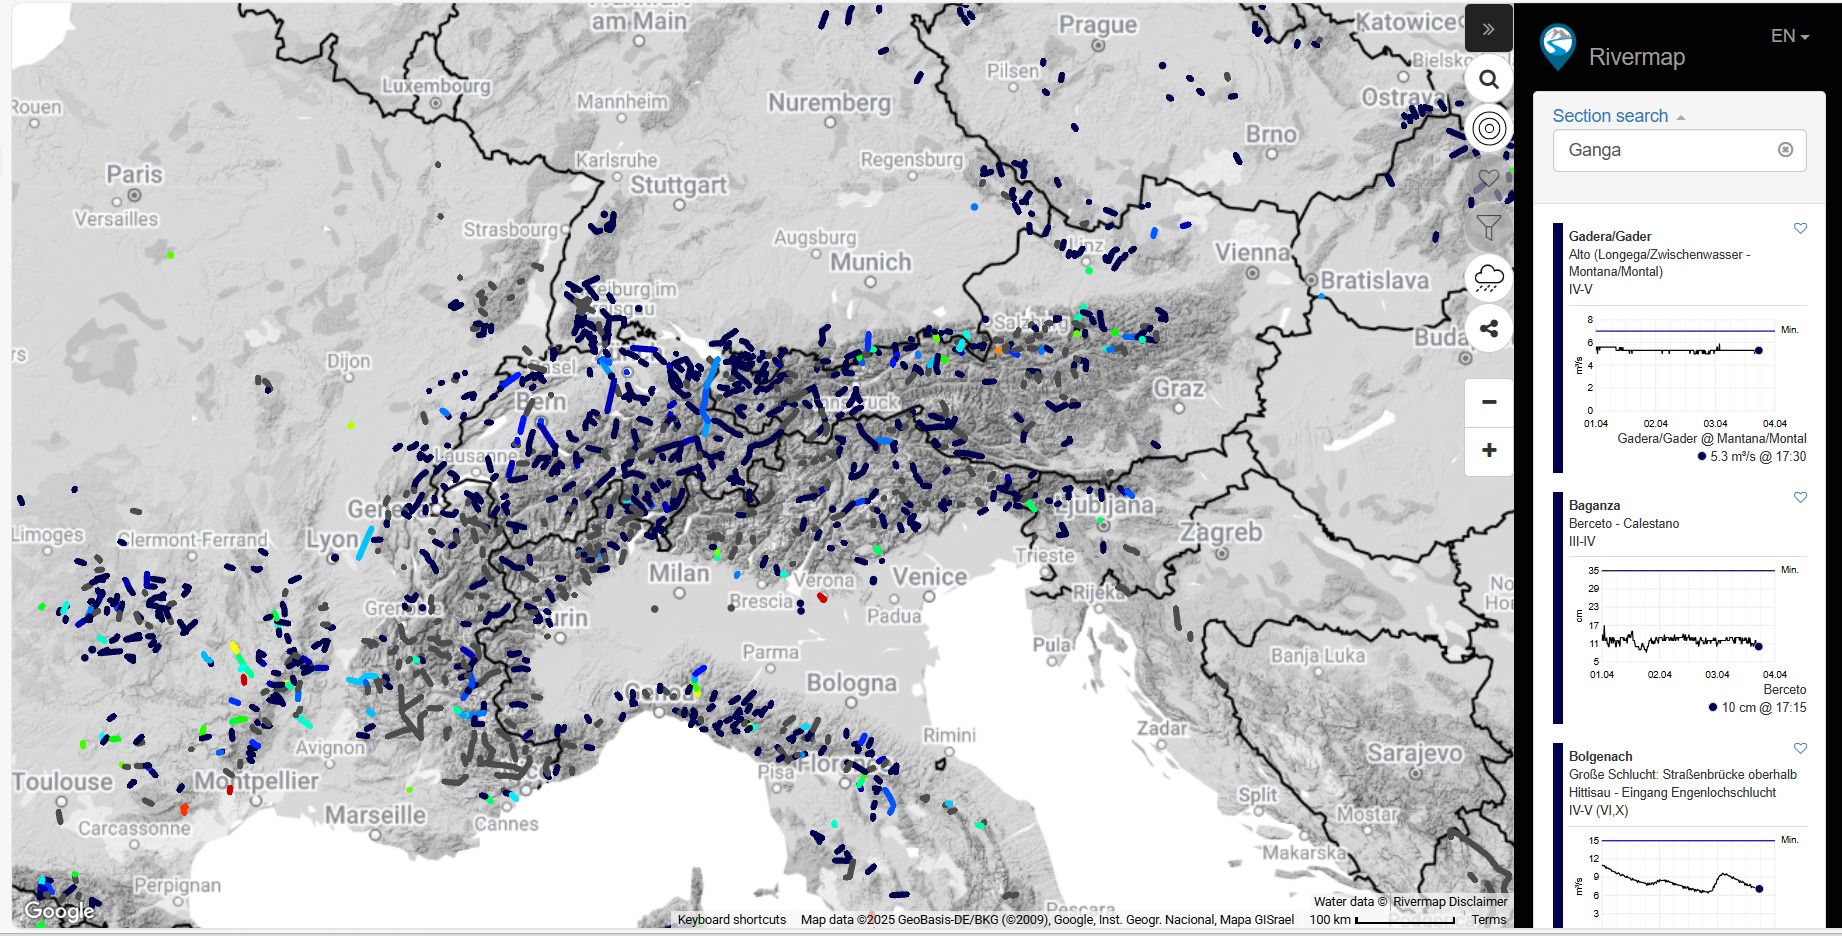 Frankfurt
am Main
Prague
Katowice
Luxembourg
Pilsen
Bielsko
Rouen
Mannheim
Nuremberg
Ostrava
Brno
Paris
Karlsruhe
Regensburg
Stuttgart
Versailles
Strasbourg
Augsburg
Linz
Munich
Vienna
Bratislava
Freiburg im
Breisgau
Salzburg
Dijon
Basel
Buda
Bern
Innsbruck
Graz
Lausanne
Geneva
Ljubljana
Limoges
Clermont-Ferrand
Lyon
Zagreb
Trieste
Milan
Verona
Venice
Brescia
Rijeka
Grenoble
Turin
Padua
Pula
Parma
Banja Luka
Genoa
Bologna
Avignon
Rimini
Zadar
Sarajevo
Toulouse
Montpellier
Pisa
Florence
Marseille
Cannes
Split
Mostar
Carcassonne
Makarska
Perpignan
Pescara
Google
Water data © Rivermap Disclaimer
Keyboard shortcuts
Map data ©2025 GeoBasis-DE/BKG (©2009), Google, Inst. Geogr. Nacional, Mapa GISrael
100 km
Terms
»
−
+
Rivermap
EN
Section search
Ganga
Gadera/Gader
Alto (Longega/Zwischenwasser -
Montana/Montal)
IV-V
8
Min.
6
4
2
0
m³/s
01.04 02.04 03.04 04.04
Gadera/Gader @ Mantana/Montal
5.3 m³/s @ 17:30
Baganza
Berceto - Calestano
III-IV
35
Min.
29
23
17
11
5
cm
01.04 02.04 03.04 04.04
Berceto
10 cm @ 17:15
Bolgenach
Große Schlucht: Straßenbrücke oberhalb
Hittisau - Eingang Engenlochschlucht
IV-V (VI,X)
15
Min.
12
9
6
3
m³/s